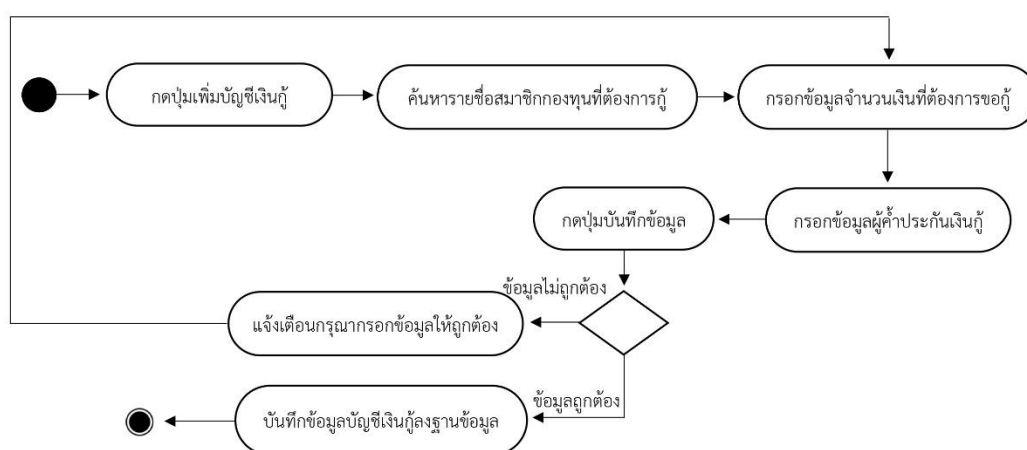 กดปุ่มเพิ่มบัญชีเงินกู้
ค้นหารายชื่อสมาชิกกองทุนที่ต้องการกู้
กรอกข้อมูลจำนวนเงินที่ต้องการขอกู้
กดปุ่มบันทึกข้อมูล
กรอกข้อมูลผู้ค้ำประกันเงินกู้
ข้อมูลไม่ถูกต้อง
แจ้งเตือนกรุณากรอกข้อมูลให้ถูกต้อง
ข้อมูลถูกต้อง
บันทึกข้อมูลบัญชีเงินกู้ลงฐานข้อมูล